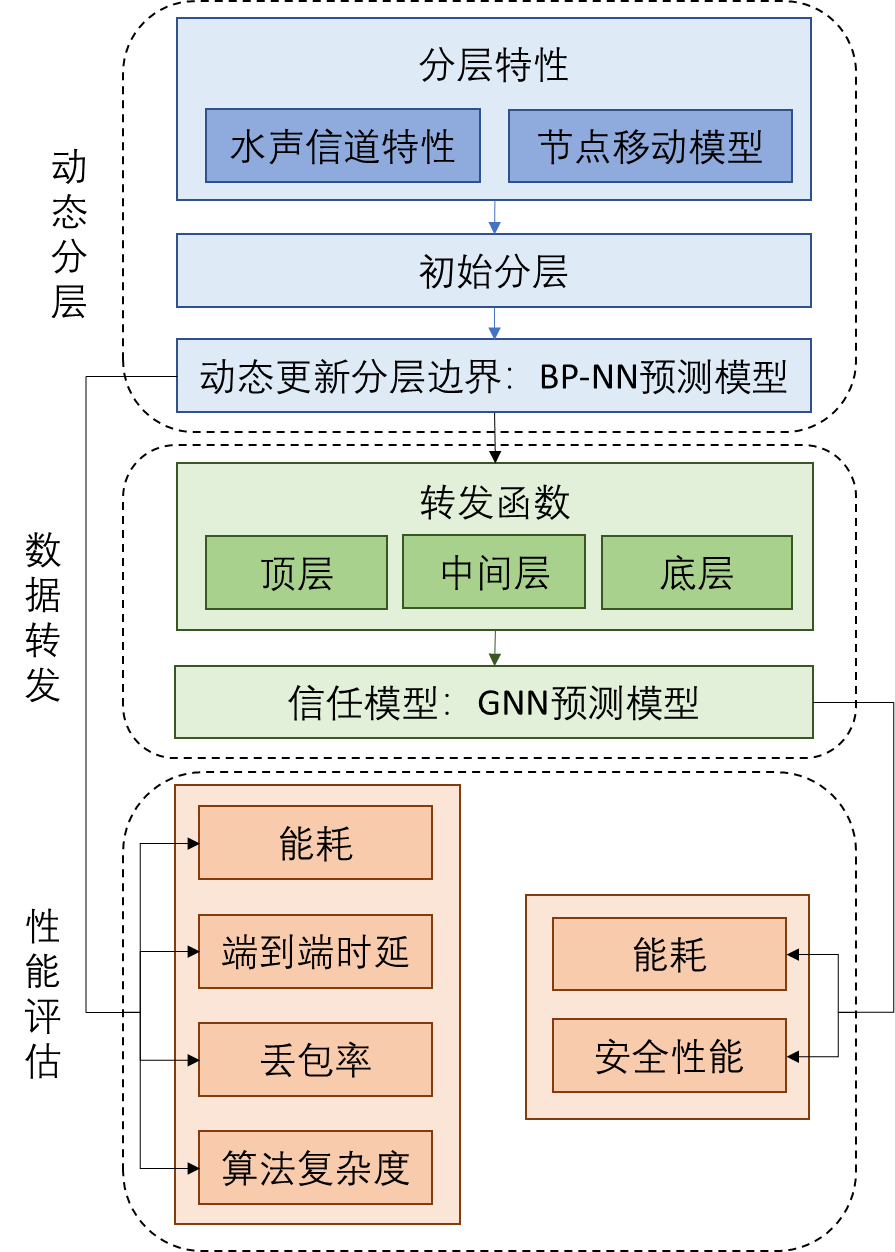 动态分层
分层特性
水声信道特性
节点移动模型
初始分层
动态更新分层边界：BP-NN预测模型
数据转发
转发函数
顶层
中间层
底层
信任模型：GNN预测模型
性能评估
能耗
端到端时延
丢包率
算法复杂度
能耗
安全性能